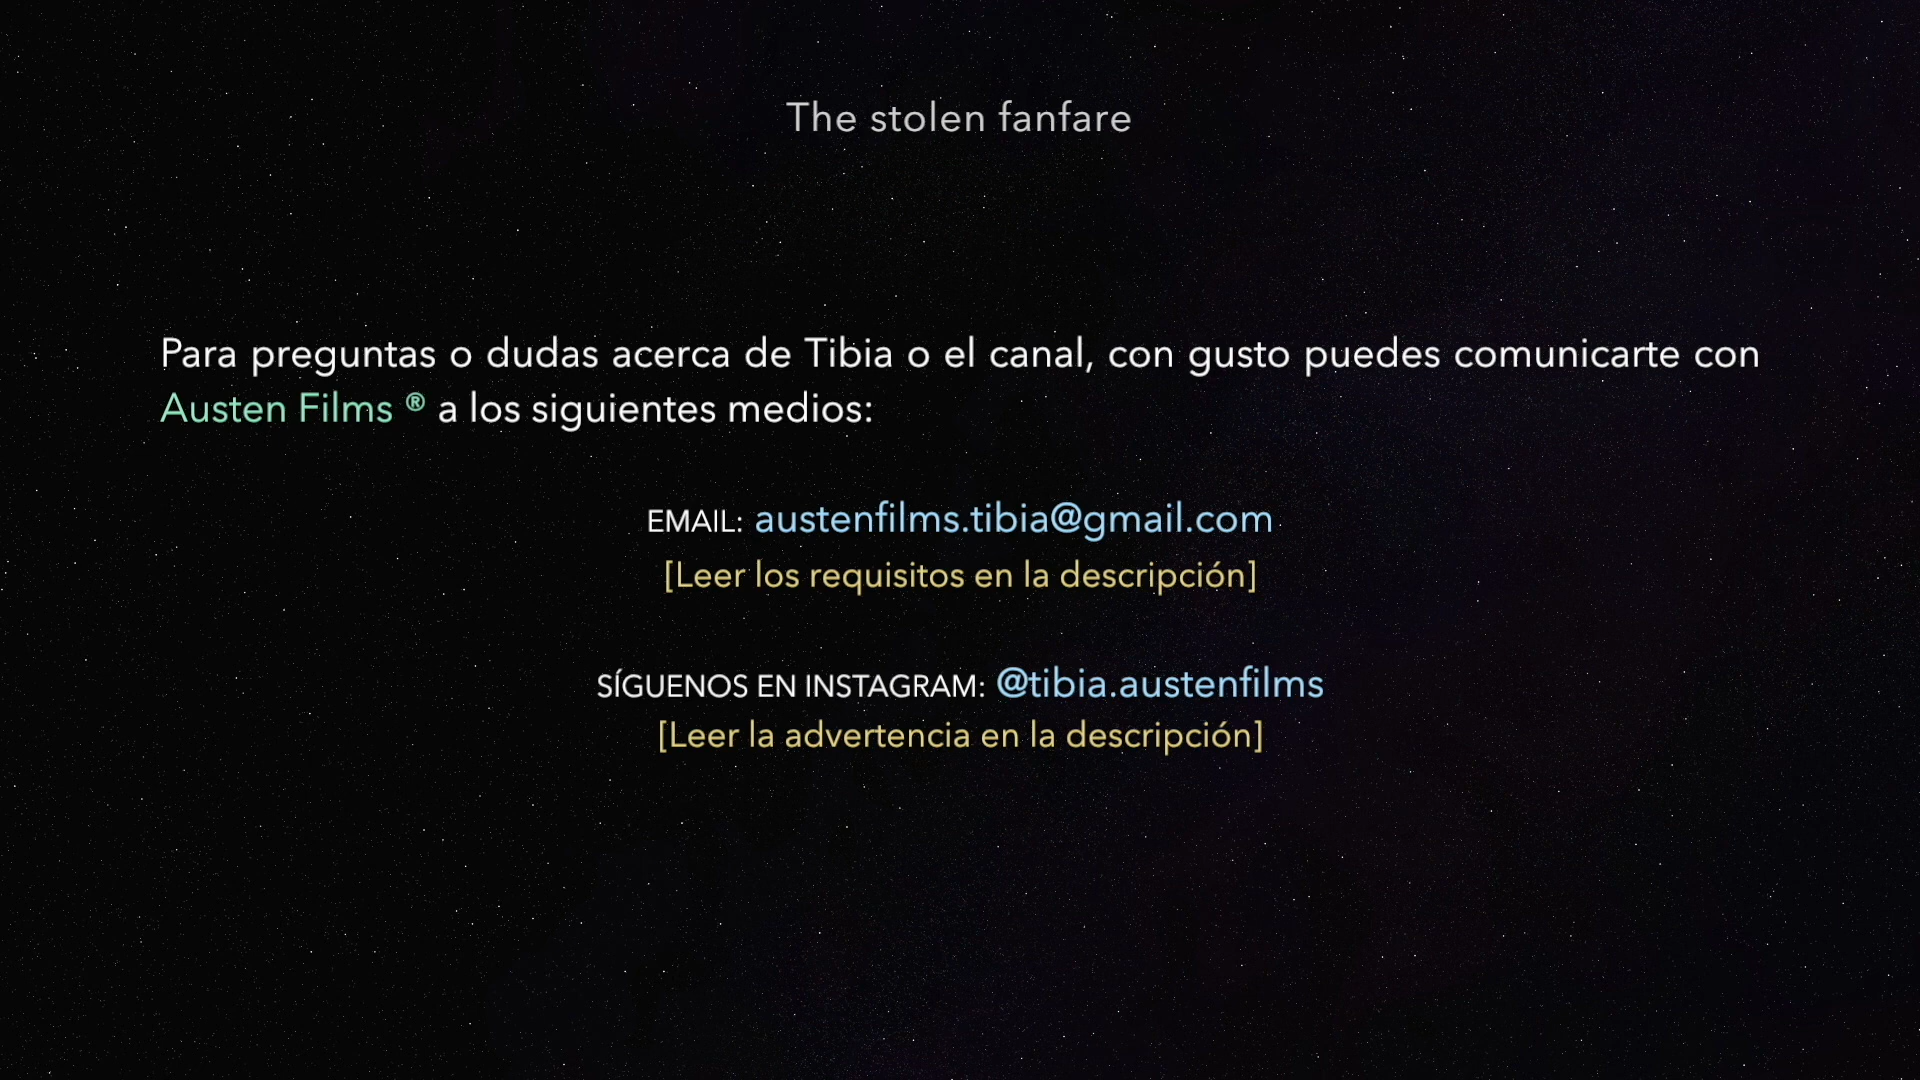 The stolen fanfare
Para preguntas o dudas acerca de Tibia o el canal, con gusto puedes comunicarte con
Austen Films ® a los siguientes medios:
EMAIL: austenfilms.tibia@gmail.com
[Leer los requisitos en la descripción]
SÍGUENOS EN INSTAGRAM: @tibia.austenfilms
[Leer la advertencia en la descripción]